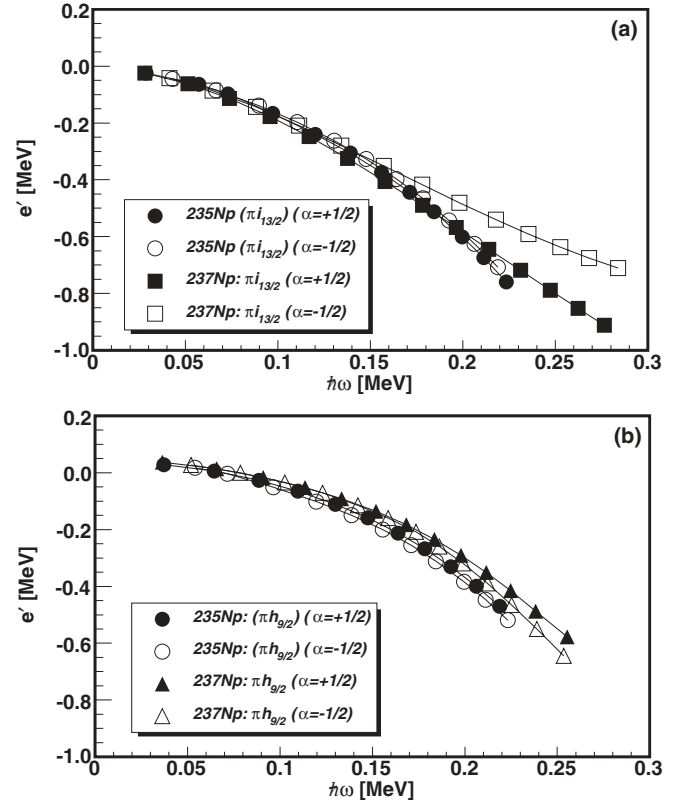 (a)
e′ [MeV]
0.2
0.0
-0.2
-0.4
-0.6
-0.8
-1.0
235Np (πi13/2) (α=+1/2)
235Np (πi13/2) (α=-1/2)
237Np: πi13/2 (α=+1/2)
237Np: πi13/2 (α=-1/2)
0 0.05 0.1 0.15 0.2 0.25 0.3
ħω [MeV]
(b)
e′ [MeV]
0.2
0.0
-0.2
-0.4
-0.6
-0.8
-1.0
235Np: (πh9/2) (α=+1/2)
235Np: (πh9/2) (α=-1/2)
237Np: πh9/2 (α=+1/2)
237Np: πh9/2 (α=-1/2)
0 0.05 0.1 0.15 0.2 0.25 0.3
ħω [MeV]